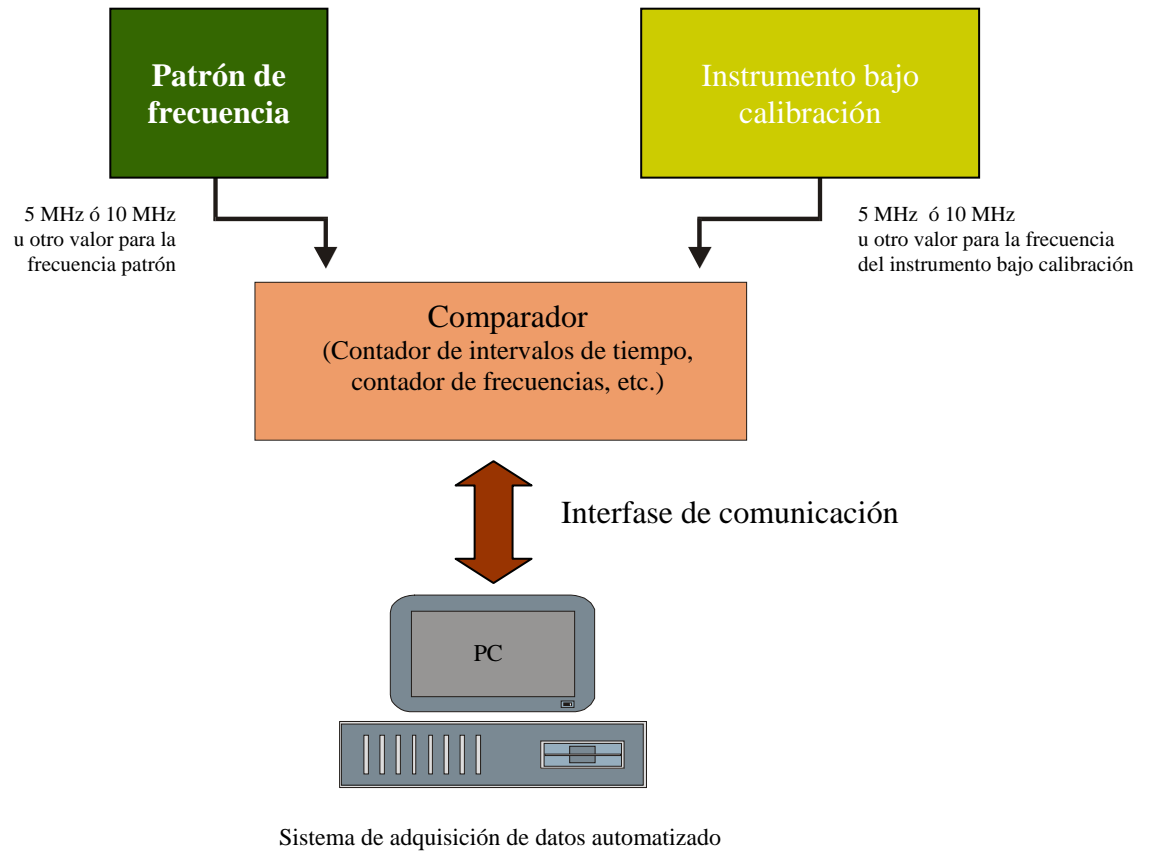 Patrón de
frecuencia
Instrumento bajo
calibración
5 MHz ó 10 MHz
u otro valor para la
frecuencia patrón
5 MHz ó 10 MHz
u otro valor para la frecuencia
del instrumento bajo calibración
Comparador
(Contador de intervalos de tiempo,
contador de frecuencias, etc.)
Interfase de comunicación
PC
Sistema de adquisición de datos automatizado